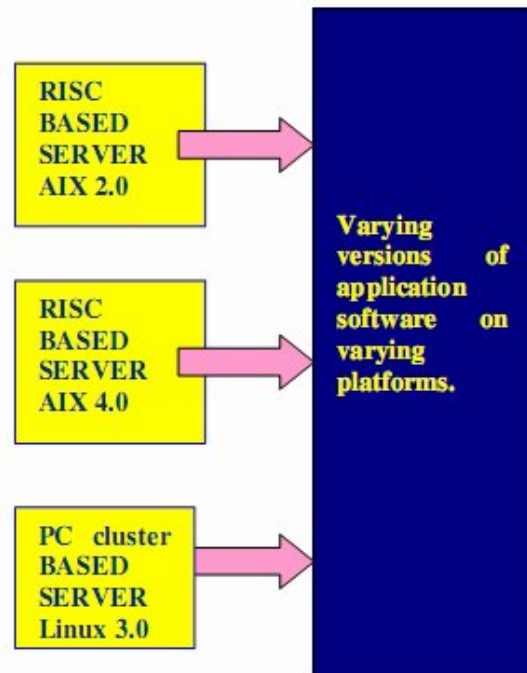 RISC
BASED
SERVER
AIX 2.0
RISC
BASED
SERVER
AIX 4.0
PC cluster
BASED
SERVER
Linux 3.0
Varying
versions of
application
software on
varying
platforms.